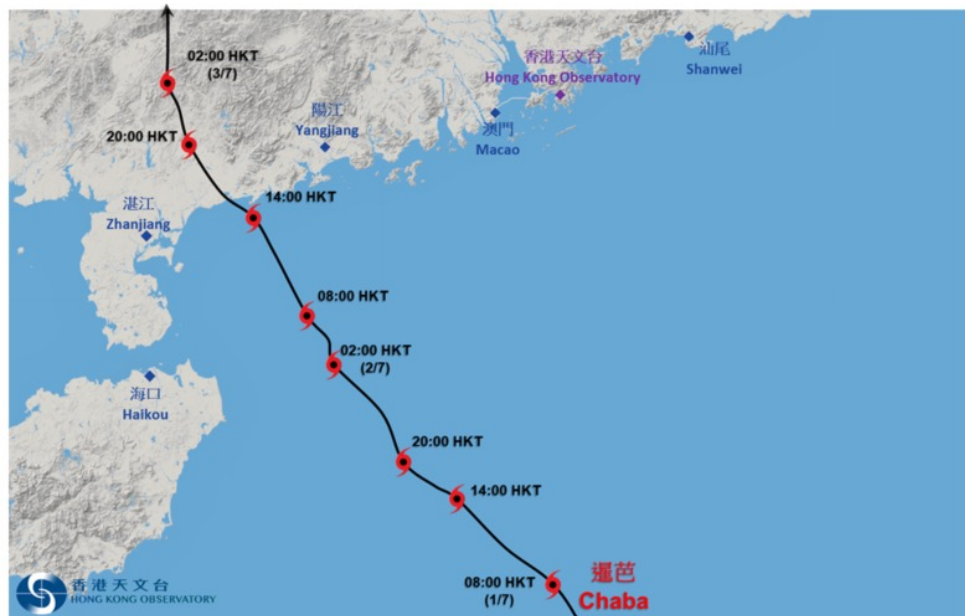 02:00 HKT
(3/7)
香港天文台
Hong Kong Observatory
汕尾
Shanwei
20:00 HKT
陽江
Yangjiang
澳門
Macao
14:00 HKT
湛江
Zhanjiang
08:00 HKT
02:00 HKT
(2/7)
海口
Haikou
20:00 HKT
14:00 HKT
08:00 HKT
(1/7)
暹芭
Chaba
香港天文台
HONG KONG OBSERVATORY